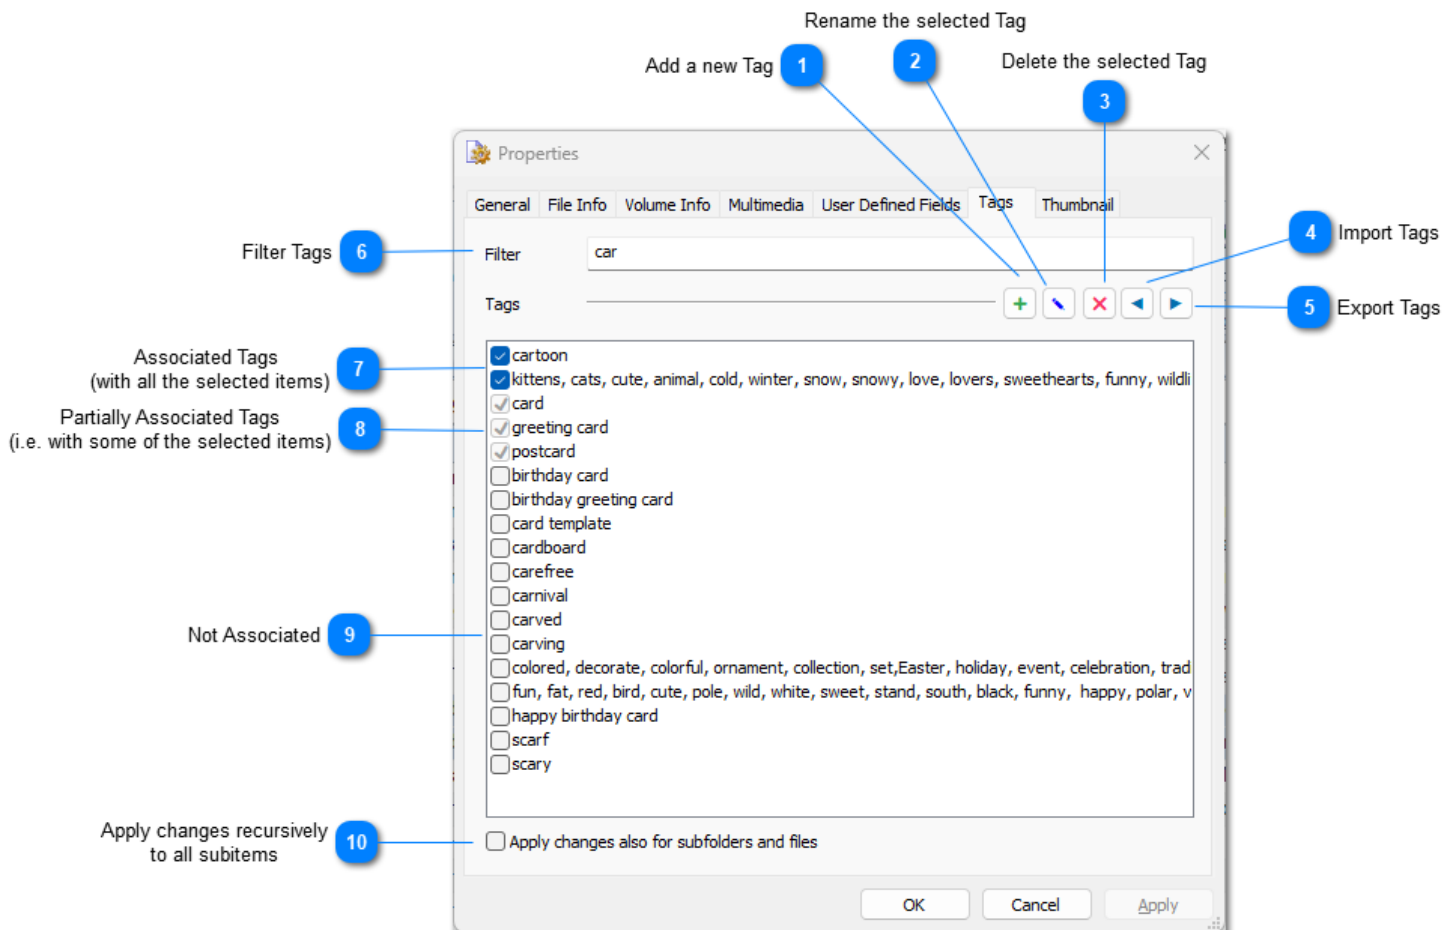 Rename the selected Tag
Add a new Tag 1
2
Delete the selected Tag
3
Properties
General File Info Volume Info Multimedia User Defined Fields Tags Thumbnail
4 Import Tags
Filter Tags 6
Filter car
Tags
5 Export Tags
Associated Tags
(with all the selected items)
7
Partially Associated Tags
(i.e. with some of the selected items)
8
cartoon
kittens, cats, cute, animal, cold, winter, snow, snowy, love, lovers, sweethearts, funny, wildli
card
greeting card
postcard
birthday card
birthday greeting card
card template
cardboard
carefree
carnival
carved
Not Associated 9
carving
colored, decorate, colorful, ornament, collection, set,Easter, holiday, event, celebration, trad
fun, fat, red, bird, cute, pole, wild, white, sweet, stand, south, black, funny,  happy, polar, v
happy birthday card
scarf
scary
Apply changes recursively
to all subitems
10
Apply changes also for subfolders and files
OK Cancel Apply